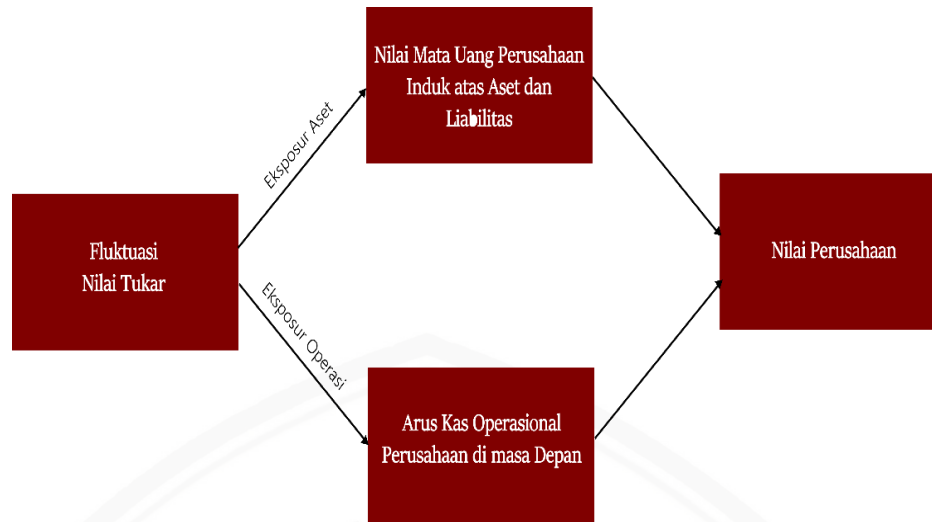 Nilai Mata Uang Perusahaan
Induk atas Aset dan
Liabilitas
Eksposur Aset
Fluktuasi
Nilai Tukar
Nilai Perusahaan
Eksposur Operasi
Arus Kas Operasional
Perusahaan di masa Depan